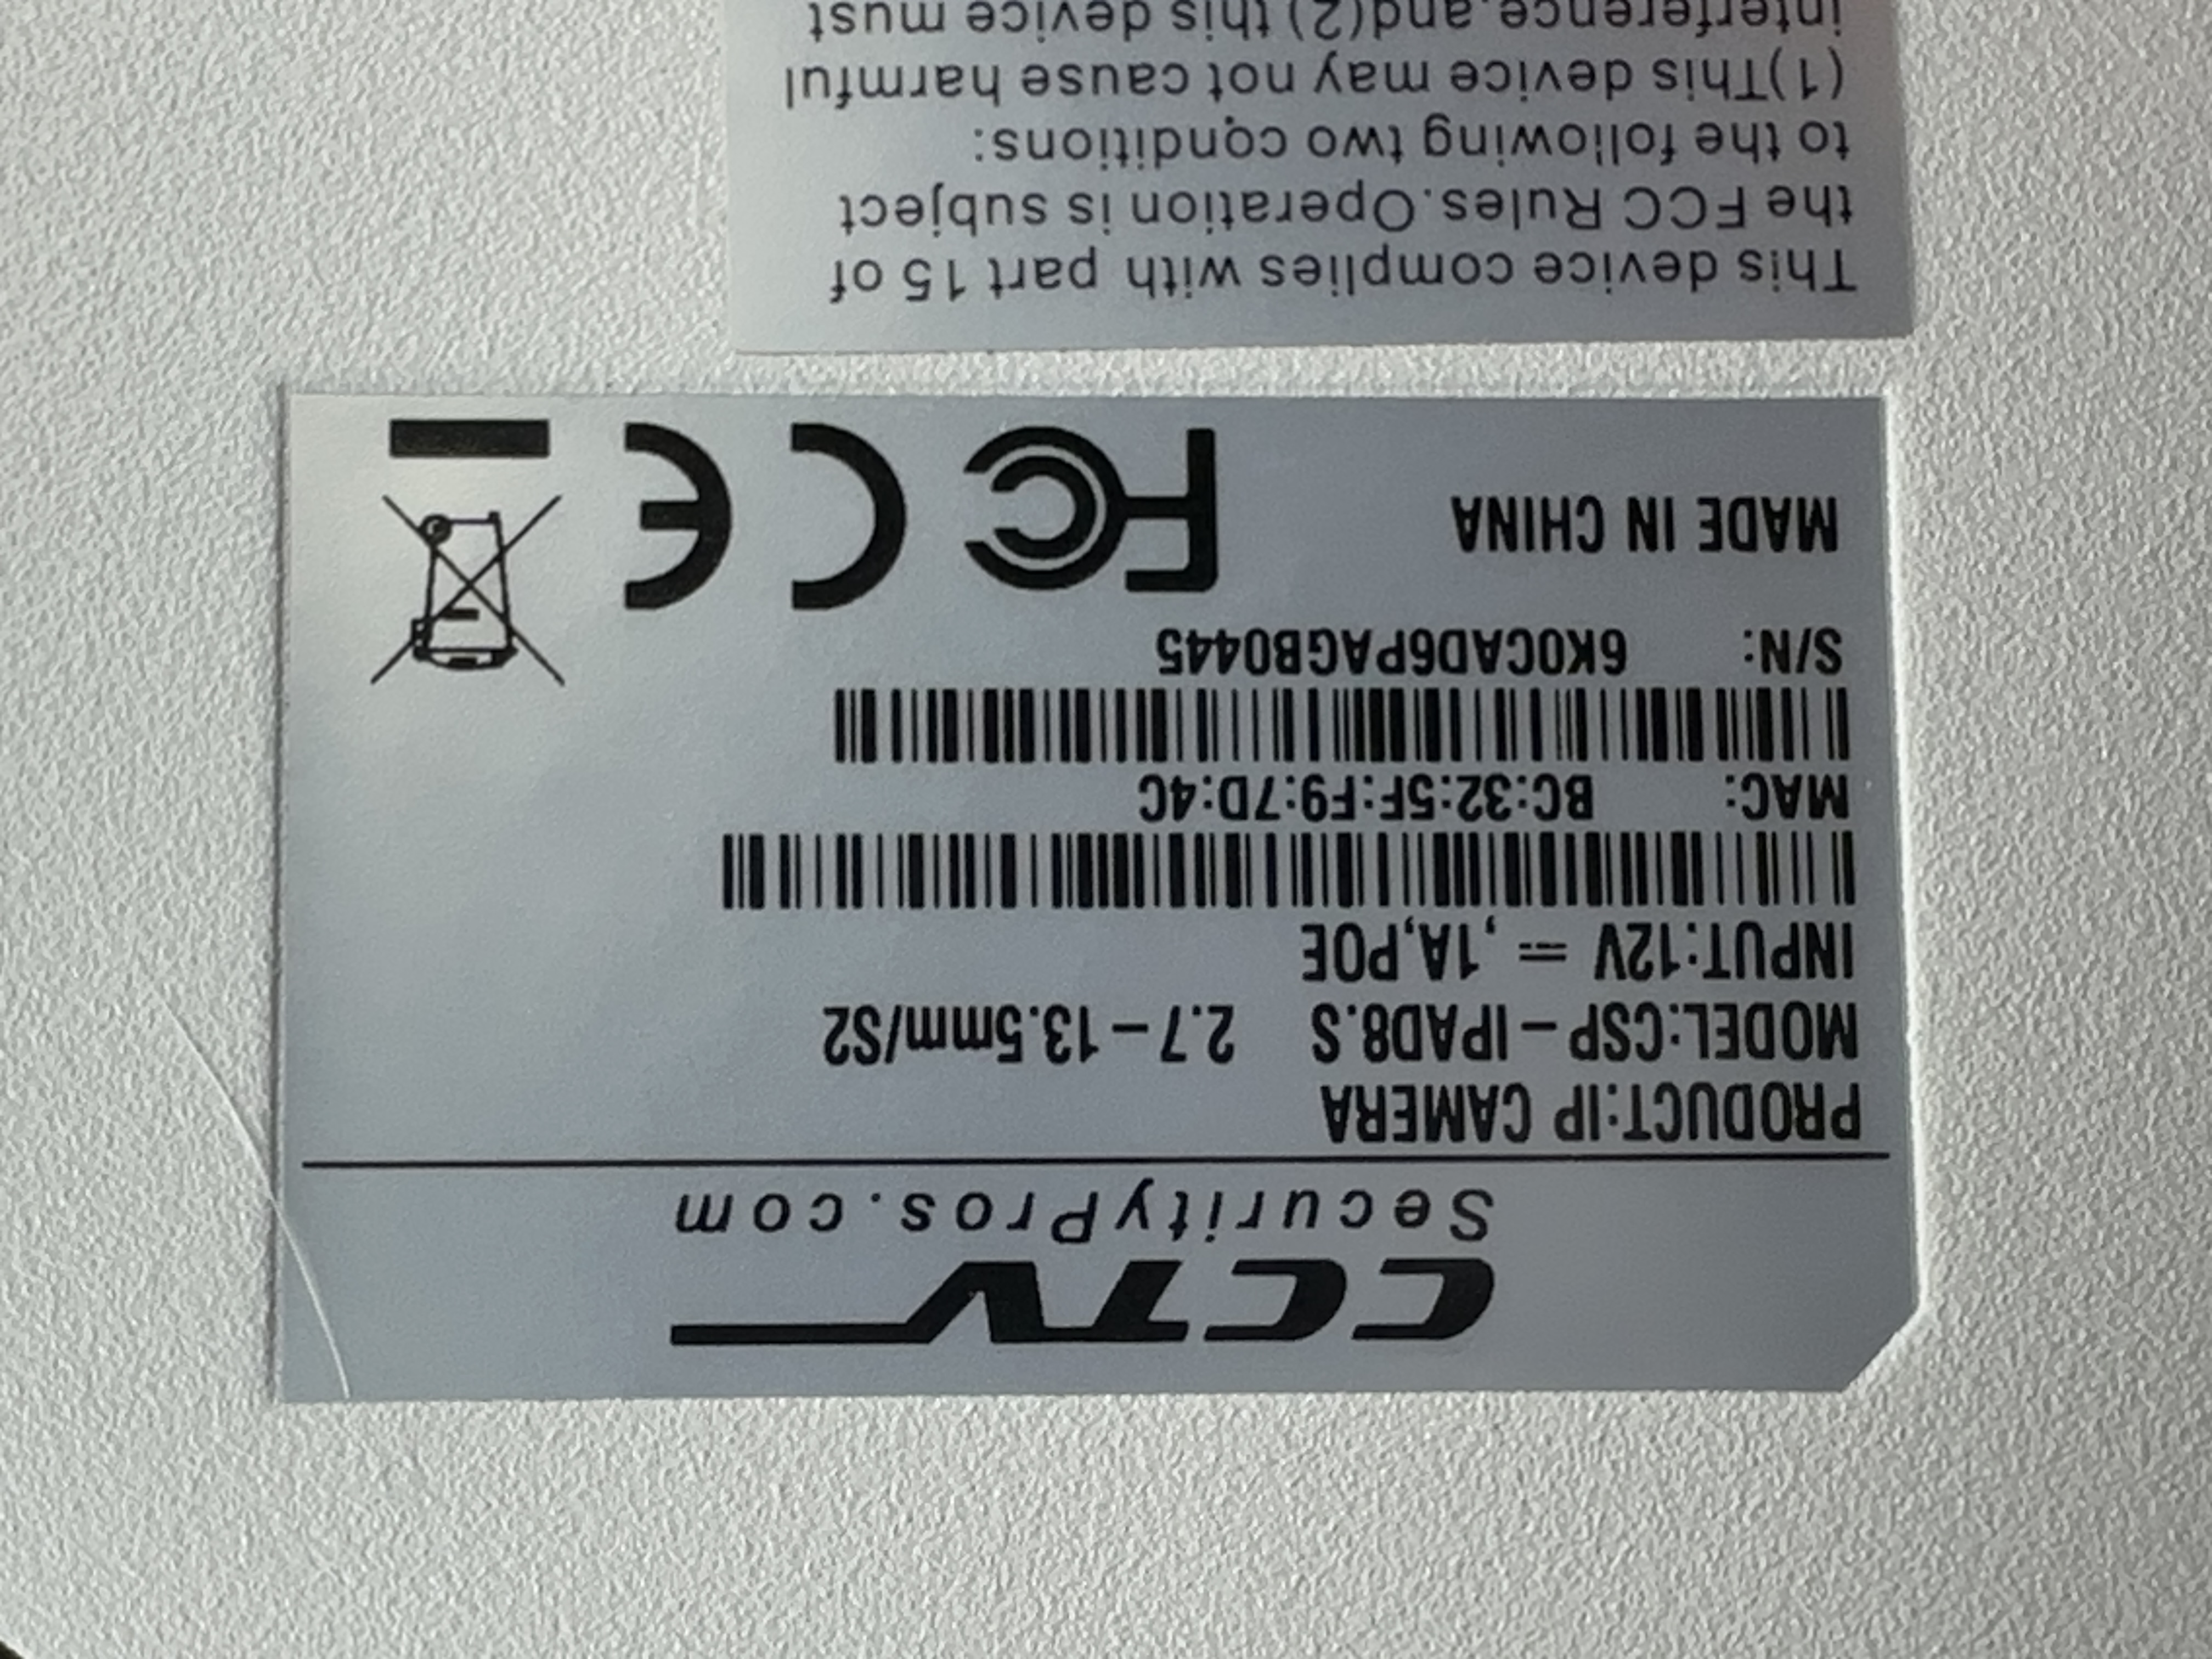 CCTV
SecurityPros.com
PRODUCT:IP CAMERA
MODEL:CSP-IPAD8.S 2.7-13.5mm/S2
INPUT:12V ⎓ ,1A,POE
MAC: BC:32:5F:F9:7D:4C
S/N: 6K0CAD6PAGB0445
MADE IN CHINA FC CE
This device complies with part 15 of
the FCC Rules.Operation is subject
to the following two conditions:
(1)This device may not cause harmful
interference,and(2) this device must